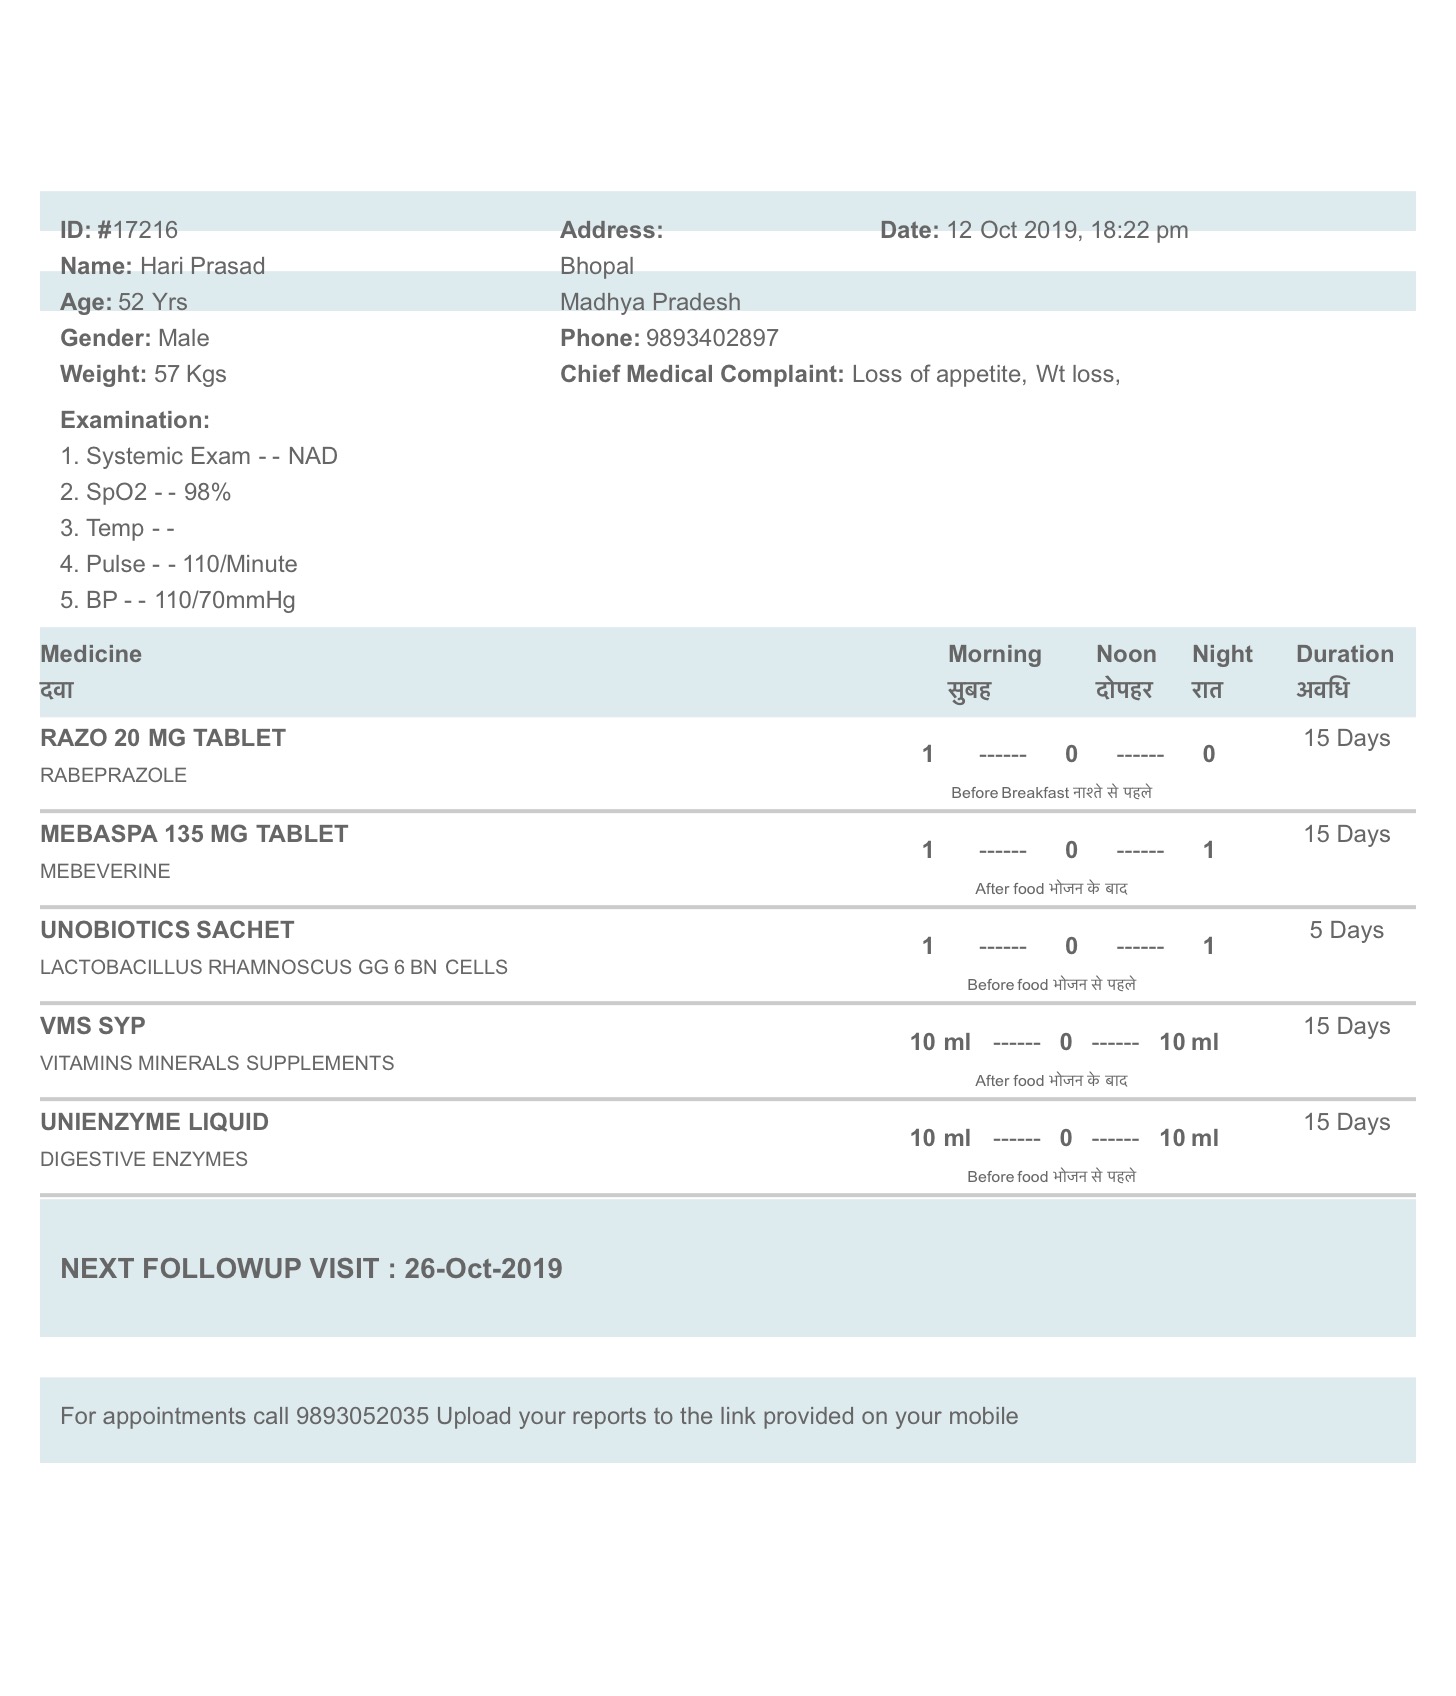 ID: #17216 Address: Date: 12 Oct 2019, 18:22 pm
Name: Hari Prasad Bhopal
Age: 52 Yrs Madhya Pradesh
Gender: Male Phone: 9893402897
Weight: 57 Kgs Chief Medical Complaint: Loss of appetite, Wt loss,
Examination:
1. Systemic Exam - - NAD
2. SpO2 - - 98%
3. Temp - -
4. Pulse - - 110/Minute
5. BP - - 110/70mmHg
Medicine Morning Noon Night Duration
दवा सुबह दोपहर रात अवधि
RAZO 20 MG TABLET 15 Days
1 ------ 0 ------ 0
RABEPRAZOLE
Before Breakfast नाश्ते से पहले
MEBASPA 135 MG TABLET 15 Days
1 ------ 0 ------ 1
MEBEVERINE
After food भोजन के बाद
UNOBIOTICS SACHET 5 Days
1 ------ 0 ------ 1
LACTOBACILLUS RHAMNOSCUS GG 6 BN CELLS
Before food भोजन से पहले
VMS SYP 15 Days
10 ml ------ 0 ------ 10 ml
VITAMINS MINERALS SUPPLEMENTS
After food भोजन के बाद
UNIENZYME LIQUID 15 Days
10 ml ------ 0 ------ 10 ml
DIGESTIVE ENZYMES
Before food भोजन से पहले
NEXT FOLLOWUP VISIT : 26-Oct-2019
For appointments call 9893052035 Upload your reports to the link provided on your mobile